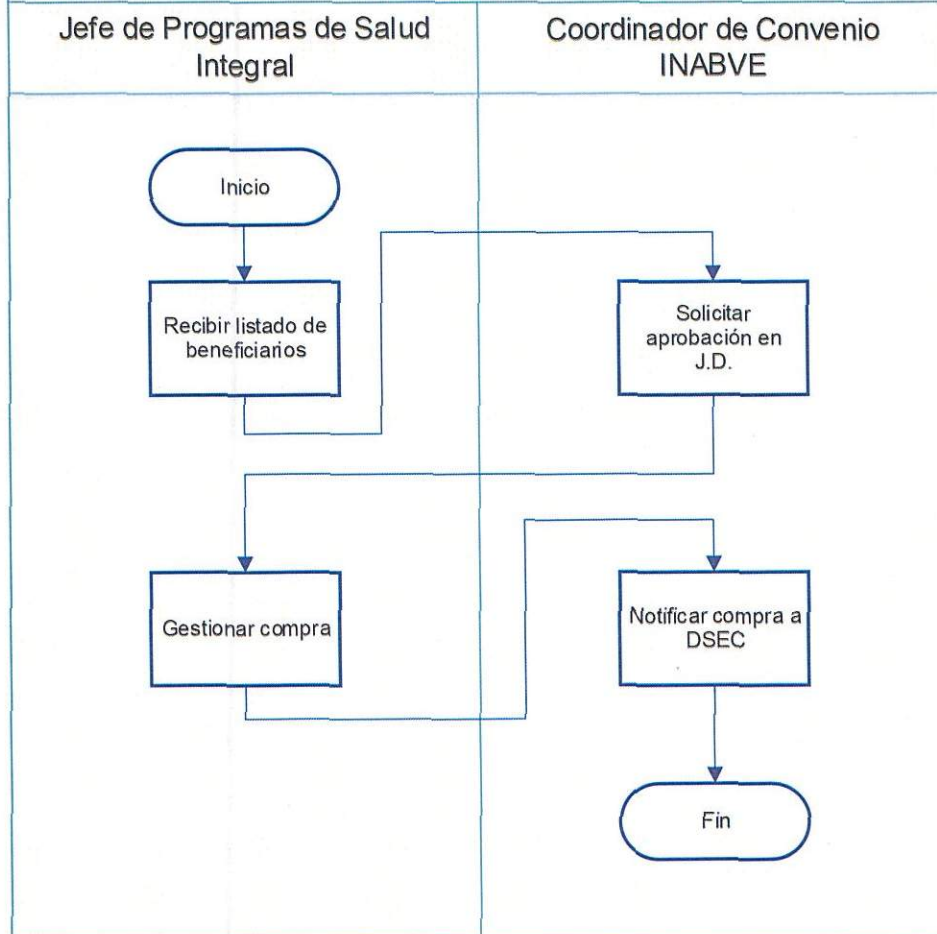 Jefe de Programas de Salud
Integral
Coordinador de Convenio
INABVE
Inicio
Recibir listado de
beneficiarios
Solicitar
aprobación en
J.D.
Gestionar compra
Notificar compra a
DSEC
Fin